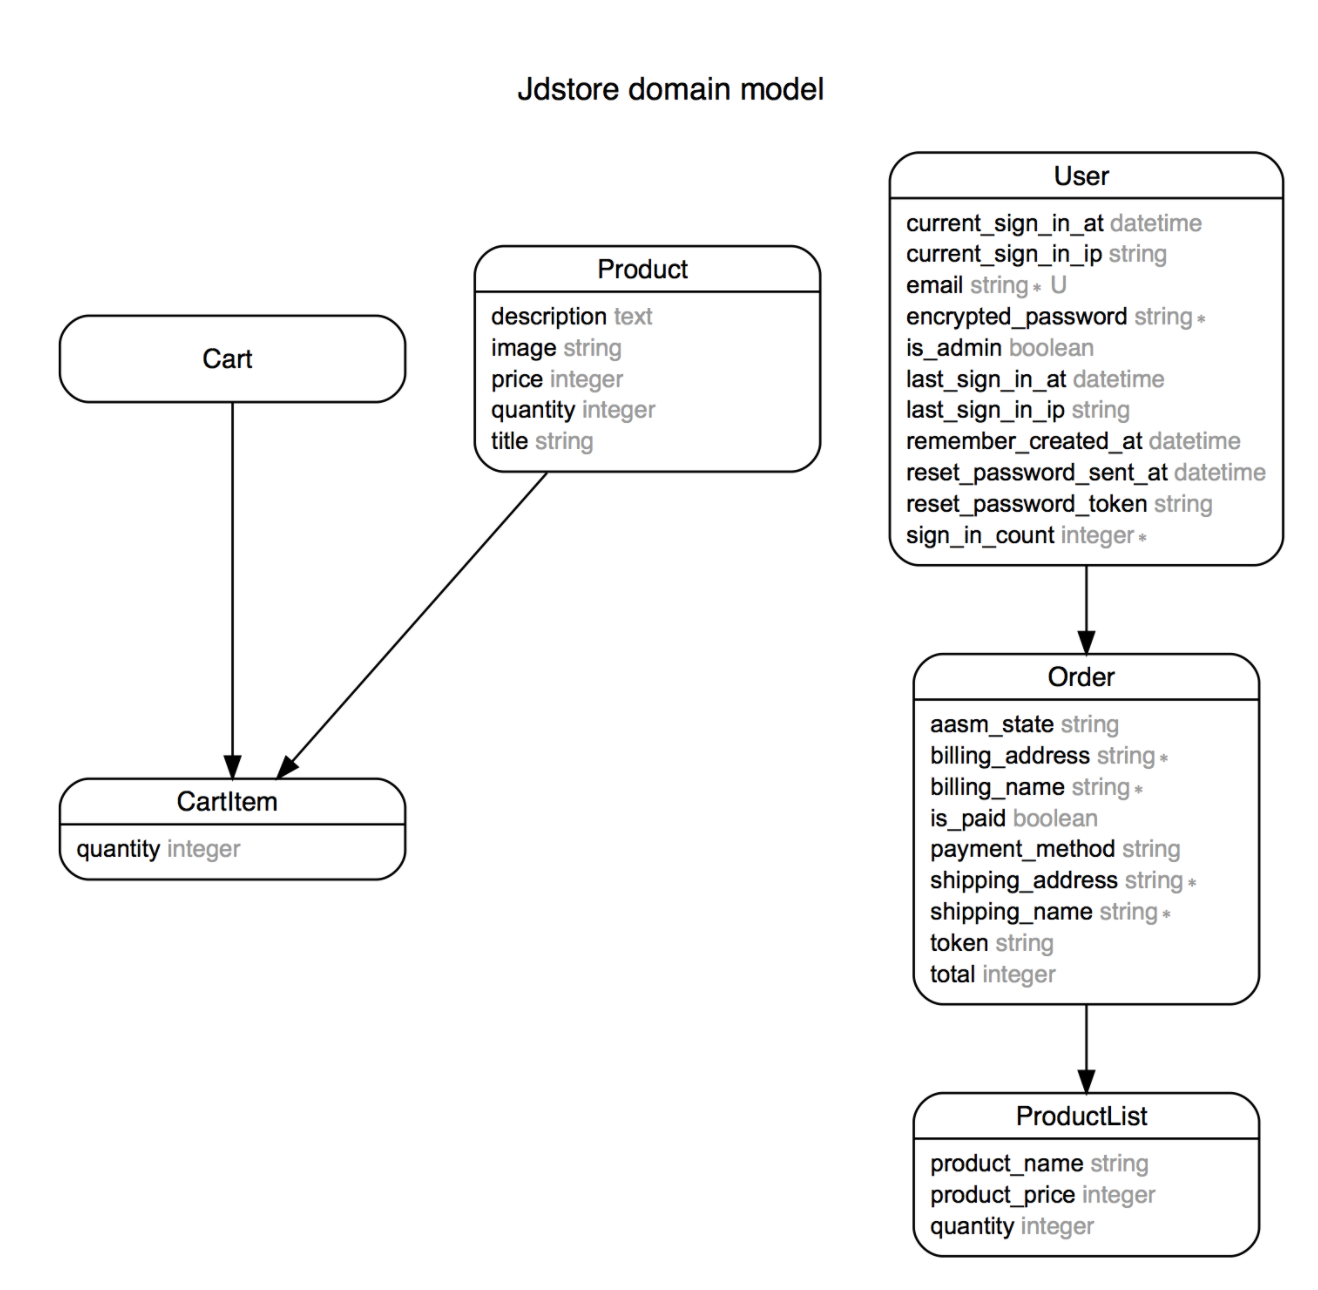 Jdstore domain model
Cart
Product
description text
image string
price integer
quantity integer
title string
User
current_sign_in_at datetime
current_sign_in_ip string
email string* U
encrypted_password string*
is_admin boolean
last_sign_in_at datetime
last_sign_in_ip string
remember_created_at datetime
reset_password_sent_at datetime
reset_password_token string
sign_in_count integer*
CartItem
quantity integer
Order
aasm_state string
billing_address string*
billing_name string*
is_paid boolean
payment_method string
shipping_address string*
shipping_name string*
token string
total integer
ProductList
product_name string
product_price integer
quantity integer